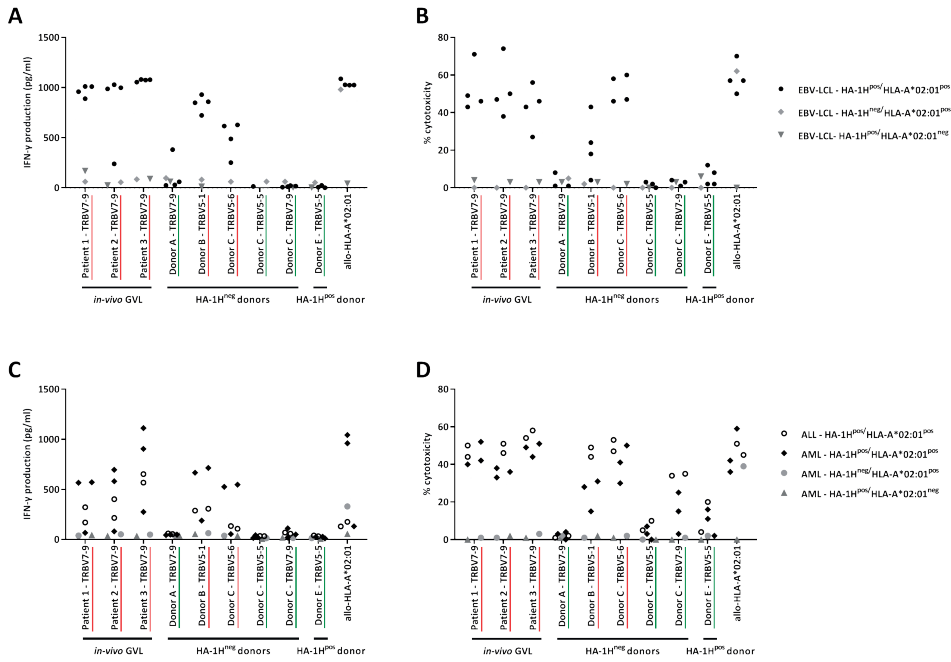 A
IFN-γ production (pg/ml)
1500
1000
500
0
Patient 1 - TRBV7-9
Patient 2 - TRBV7-9
Patient 3 - TRBV7-9
Donor A - TRBV7-9
Donor B - TRBV5-1
Donor C - TRBV5-6
Donor C - TRBV5-5
Donor C - TRBV7-9
Donor E - TRBV5-5
allo-HLA-A*02:01
in-vivo GVL
HA-1Hneg donors
HA-1Hpos donor
B
% cytotoxicity
80
60
40
20
0
Patient 1 - TRBV7-9
Patient 2 - TRBV7-9
Patient 3 - TRBV7-9
Donor A - TRBV7-9
Donor B - TRBV5-1
Donor C - TRBV5-6
Donor C - TRBV5-5
Donor C - TRBV7-9
Donor E - TRBV5-5
allo-HLA-A*02:01
in-vivo GVL
HA-1Hneg donors
HA-1Hpos donor
EBV-LCL - HA-1Hpos/HLA-A*02:01pos
EBV-LCL - HA-1Hneg/HLA-A*02:01pos
EBV-LCL- HA-1Hpos/HLA-A*02:01neg
C
IFN-γ production (pg/ml)
1500
1000
500
0
Patient 1 - TRBV7-9
Patient 2 - TRBV7-9
Patient 3 - TRBV7-9
Donor A - TRBV7-9
Donor B - TRBV5-1
Donor C - TRBV5-6
Donor C - TRBV5-5
Donor C - TRBV7-9
Donor E - TRBV5-5
allo-HLA-A*02:01
in-vivo GVL
HA-1Hneg donors
HA-1Hpos donor
D
% cytotoxicity
80
60
40
20
0
Patient 1 - TRBV7-9
Patient 2 - TRBV7-9
Patient 3 - TRBV7-9
Donor A - TRBV7-9
Donor B - TRBV5-1
Donor C - TRBV5-6
Donor C - TRBV5-5
Donor C - TRBV7-9
Donor E - TRBV5-5
allo-HLA-A*02:01
in-vivo GVL
HA-1Hneg donors
HA-1Hpos donor
ALL - HA-1Hpos/HLA-A*02:01pos
AML - HA-1Hpos/HLA-A*02:01pos
AML - HA-1Hneg/HLA-A*02:01pos
AML - HA-1Hpos/HLA-A*02:01neg